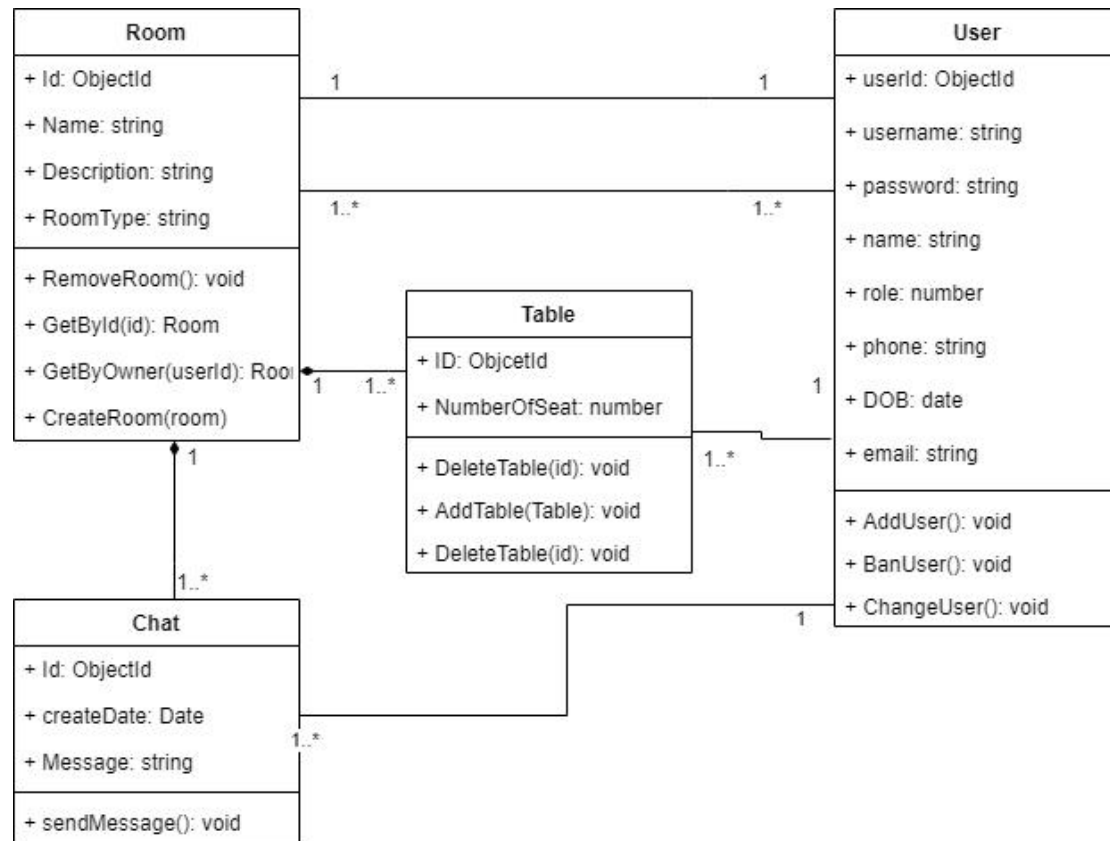 Room
+ Id: ObjectId
+ Name: string
+ Description: string
+ RoomType: string
+ RemoveRoom(): void
+ GetById(id): Room
+ GetByOwner(userId): Roo
+ CreateRoom(room)
1
1
1..*
1..*
User
+ userId: ObjectId
+ username: string
+ password: string
+ name: string
+ role: number
+ phone: string
+ DOB: date
+ email: string
+ AddUser(): void
+ BanUser(): void
+ ChangeUser(): void
Table
+ ID: ObjcetId
+ NumberOfSeat: number
+ DeleteTable(id): void
+ AddTable(Table): void
+ DeleteTable(id): void
1
1..*
1
1..*
1
1..*
Chat
+ Id: ObjectId
+ createDate: Date
+ Message: string
+ sendMessage(): void
1..*
1